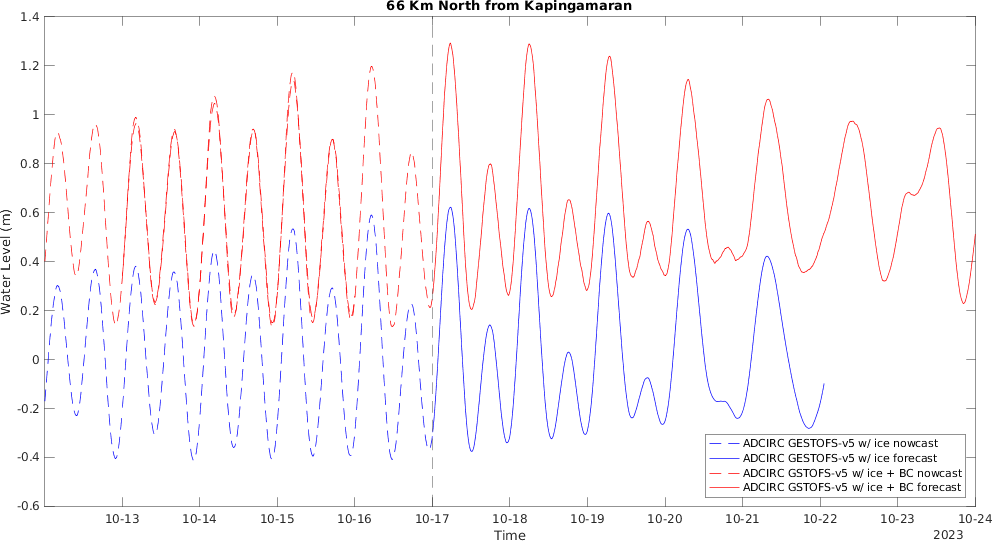 66 Km North from Kapingamaran
1.4
1.2
1
0.8
0.6
0.4
0.2
0
-0.2
-0.4
-0.6
Water Level (m)
ADCIRC GESTOFS-v5 w/ ice nowcast
ADCIRC GESTOFS-v5 w/ ice forecast
ADCIRC GSTOFS-v5 w/ ice + BC nowcast
ADCIRC GSTOFS-v5 w/ ice + BC forecast
10-13 10-14 10-15 10-16 10-17 10-18 10-19 10-20 10-21 10-22 10-23 10-24
Time
2023